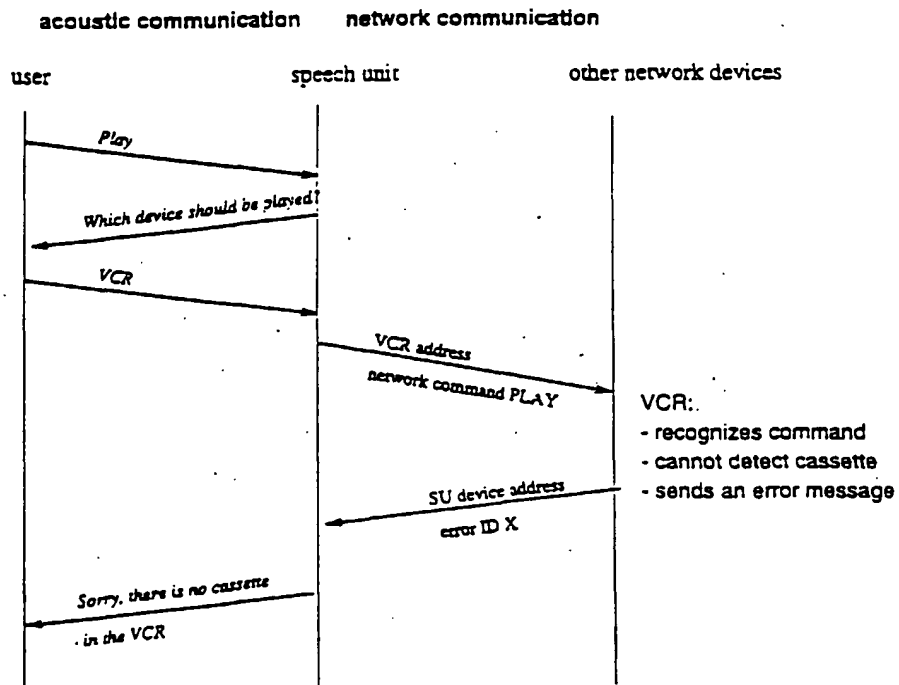 acoustic communication network communication
user speech unit other network devices
Play
Which device should be played?
VCR
VCR address
network command PLAY
VCR:
- recognizes command
- cannot detect cassette
- sends an error message
SU device address
error ID X
Sorry, there is no cassette
in the VCR